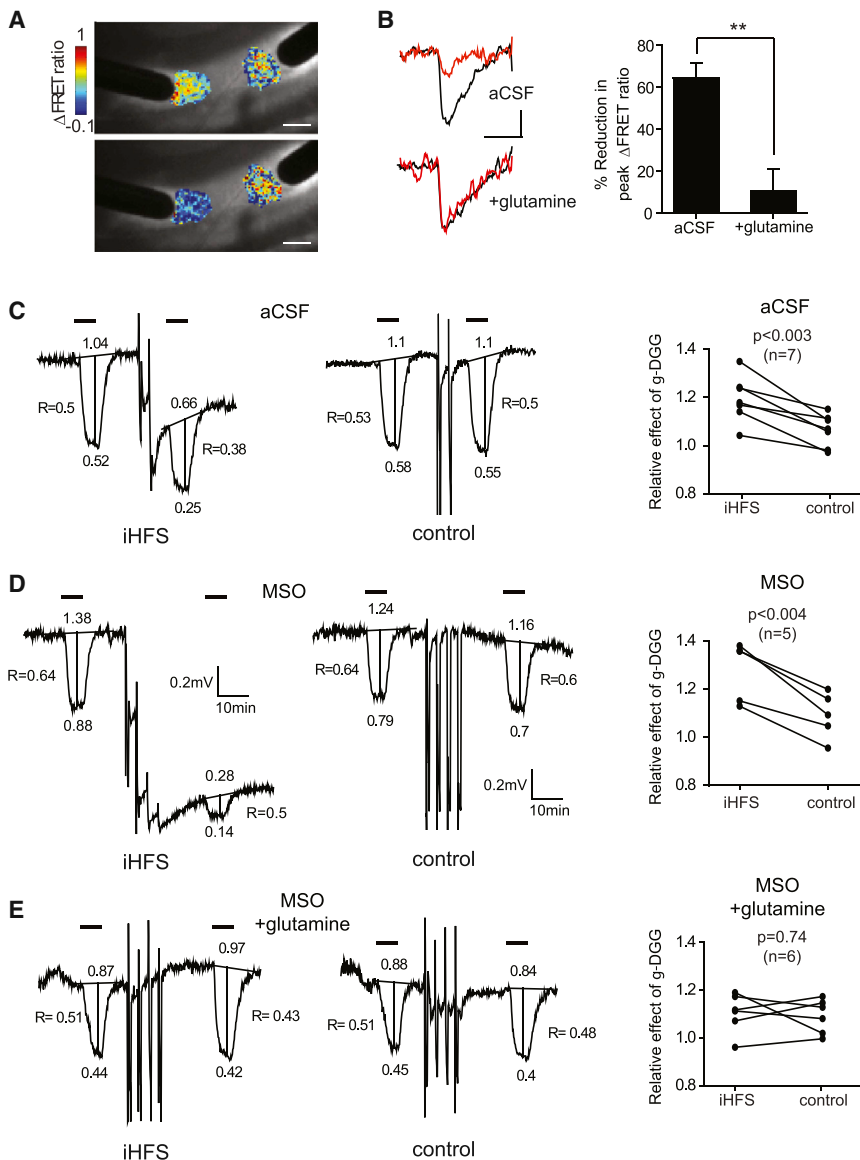 A
1
ΔFRET ratio
-0.1
B
aCSF
+glutamine
% Reduction in
peak ΔFRET ratio
80
60
40
20
0
**
aCSF
+glutamine
C
aCSF
1.04
0.66
R=0.5
R=0.38
0.52
0.25
iHFS
1.1
1.1
R=0.53
R=0.5
0.58
0.55
control
aCSF
p<0.003
(n=7)
Relative effect of g-DGG
1.4
1.2
1.0
0.8
iHFS
control
D
MSO
1.38
0.28
R=0.64
R=0.5
0.88
0.14
0.2mV
10min
iHFS
1.24
1.16
R=0.64
R=0.6
0.79
0.7
0.2mV
10min
control
MSO
p<0.004
(n=5)
Relative effect of g-DGG
1.4
1.2
1.0
0.8
iHFS
control
E
MSO
+glutamine
0.87
0.97
R= 0.51
R= 0.43
0.44
0.42
iHFS
0.88
0.84
R= 0.51
R= 0.48
0.45
0.4
control
MSO
+glutamine
p=0.74
(n=6)
Relative effect of g-DGG
1.4
1.2
1.0
0.8
iHFS
control